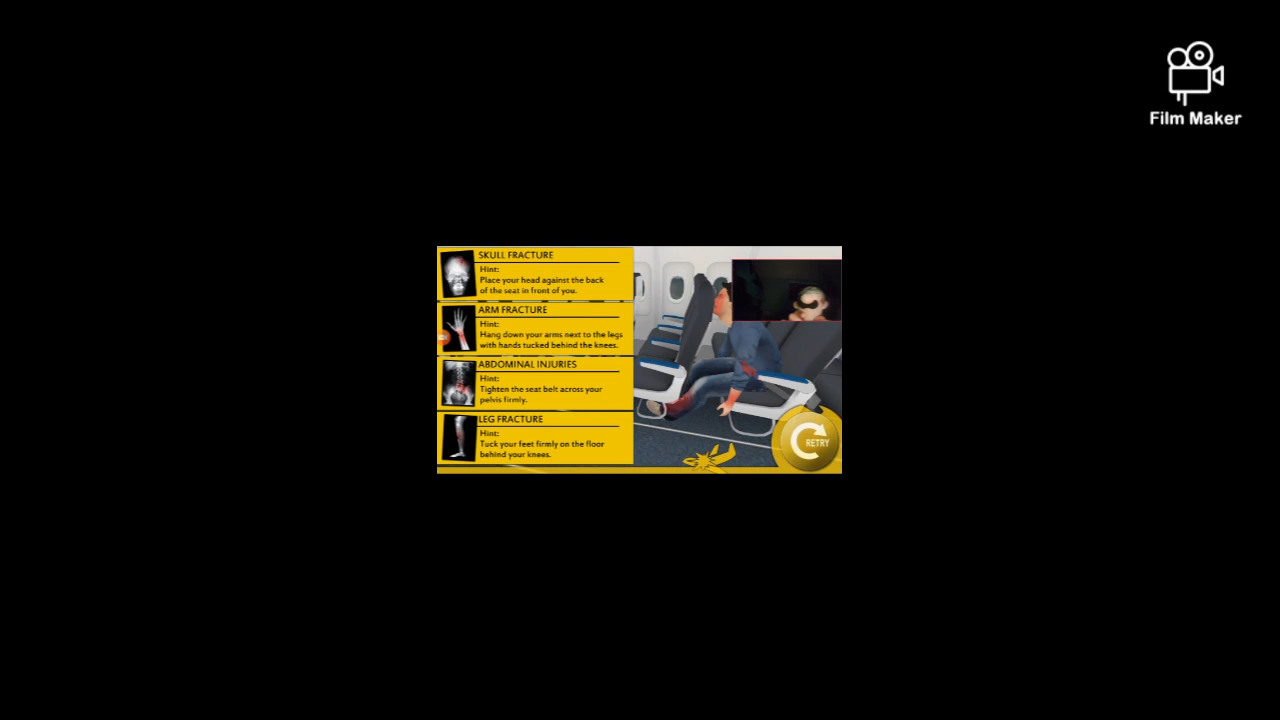 Film Maker
SKULL FRACTURE
Hint:
Place your head against the back
of the seat in front of you.
ARM FRACTURE
Hint:
Hang down your arms next to the legs
with hands tucked behind the knees.
ABDOMINAL INJURIES
Hint:
Tighten the seat belt across your
pelvis firmly.
LEG FRACTURE
Hint:
Tuck your feet firmly on the floor
behind your knees.
RETRY